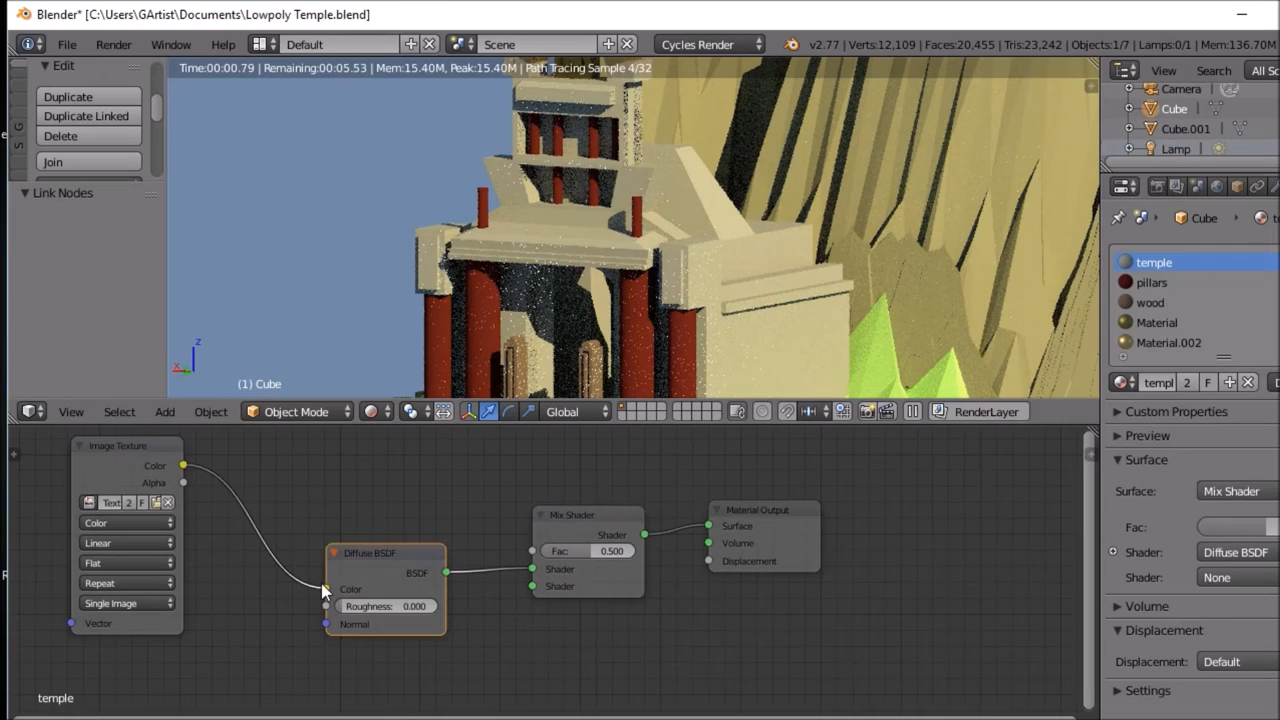 Blender* [C:\Users\GArtist\Documents\Lowpoly Temple.blend]
File Render Window Help Default Scene Cycles Render v2.77 | Verts:12,109 | Faces:20,455 | Tris:23,242 | Objects:1/7 | Lamps:0/1 | Mem:136.70M
Edit
Duplicate
Duplicate Linked
Delete
Join
Link Nodes
G
S
Time:00:00.79 | Remaining:00:05.53 | Mem:15.40M, Peak:15.40M | Path Tracing Sample 4/32
z
x
(1) Cube
View Select Add Object Object Mode Global RenderLayer
Image Texture
Color
Alpha
Text 2 F
Color
Linear
Flat
Repeat
Single Image
Vector
Diffuse BSDF
BSDF
Color
Roughness: 0.000
Normal
Mix Shader
Shader
Fac: 0.500
Shader
Shader
Material Output
Surface
Volume
Displacement
temple
View Search All Sc
Camera
Cube
Cube.001
Lamp
Cube
temple
pillars
wood
Material
Material.002
templ 2 F
Custom Properties
Preview
Surface
Surface: Mix Shader
Fac:
Shader: Diffuse BSDF
Shader: None
Volume
Displacement
Displacement: Default
Settings